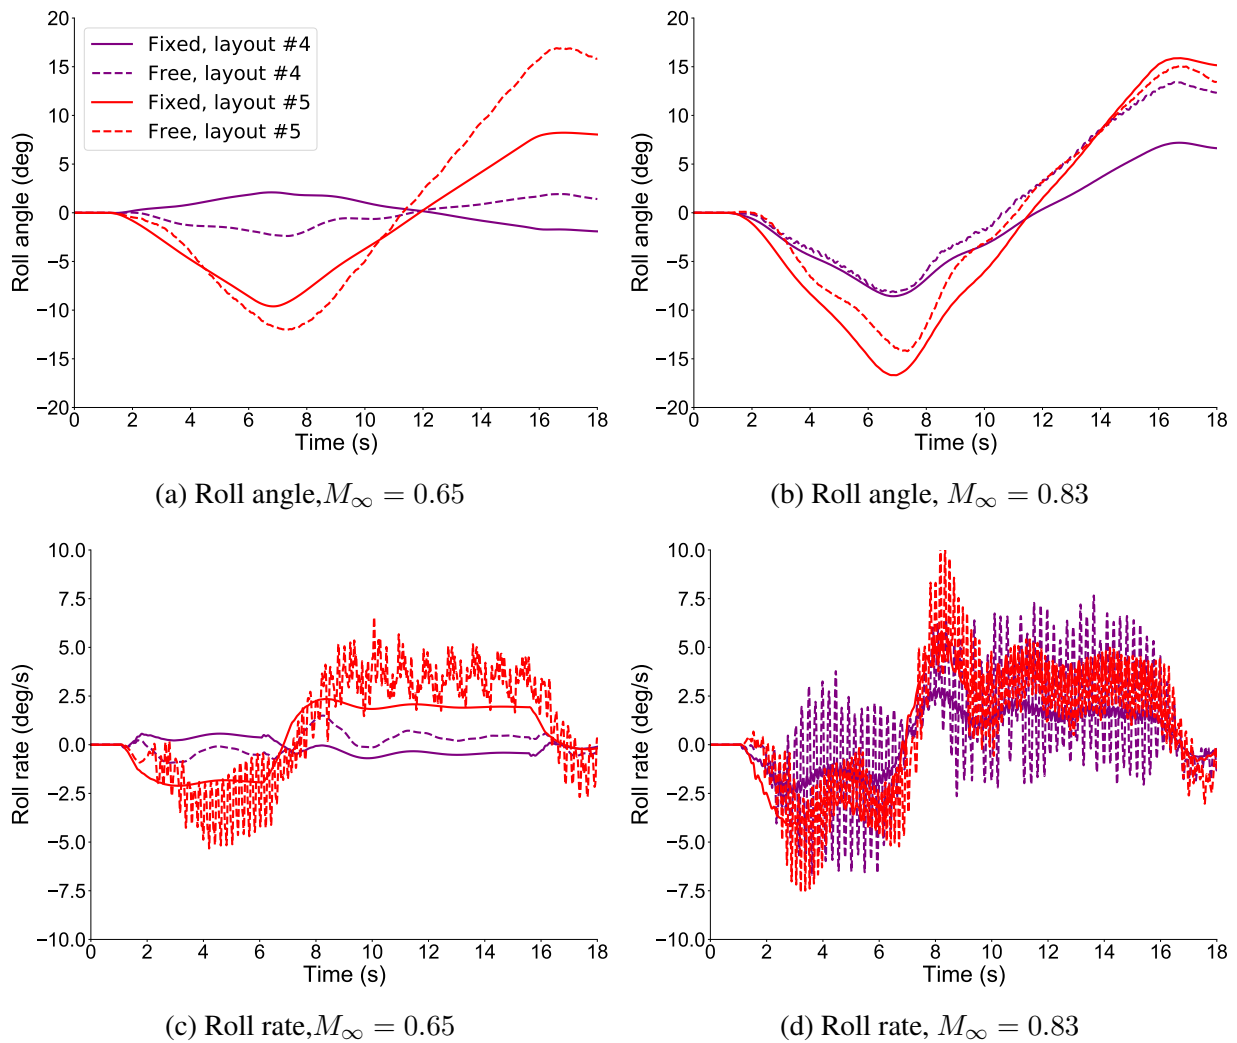 20
15
10
5
0
−5
−10
−15
−20
Roll angle (deg)
Fixed, layout #4
Free, layout #4
Fixed, layout #5
Free, layout #5
0 2 4 6 8 10 12 14 16 18
Time (s)
(a) Roll angle,M∞ = 0.65
20
15
10
5
0
−5
−10
−15
−20
Roll angle (deg)
0 2 4 6 8 10 12 14 16 18
Time (s)
(b) Roll angle, M∞ = 0.83
10.0
7.5
5.0
2.5
0.0
−2.5
−5.0
−7.5
−10.0
Roll rate (deg/s)
0 2 4 6 8 10 12 14 16 18
Time (s)
(c) Roll rate,M∞ = 0.65
10.0
7.5
5.0
2.5
0.0
−2.5
−5.0
−7.5
−10.0
Roll rate (deg/s)
0 2 4 6 8 10 12 14 16 18
Time (s)
(d) Roll rate, M∞ = 0.83